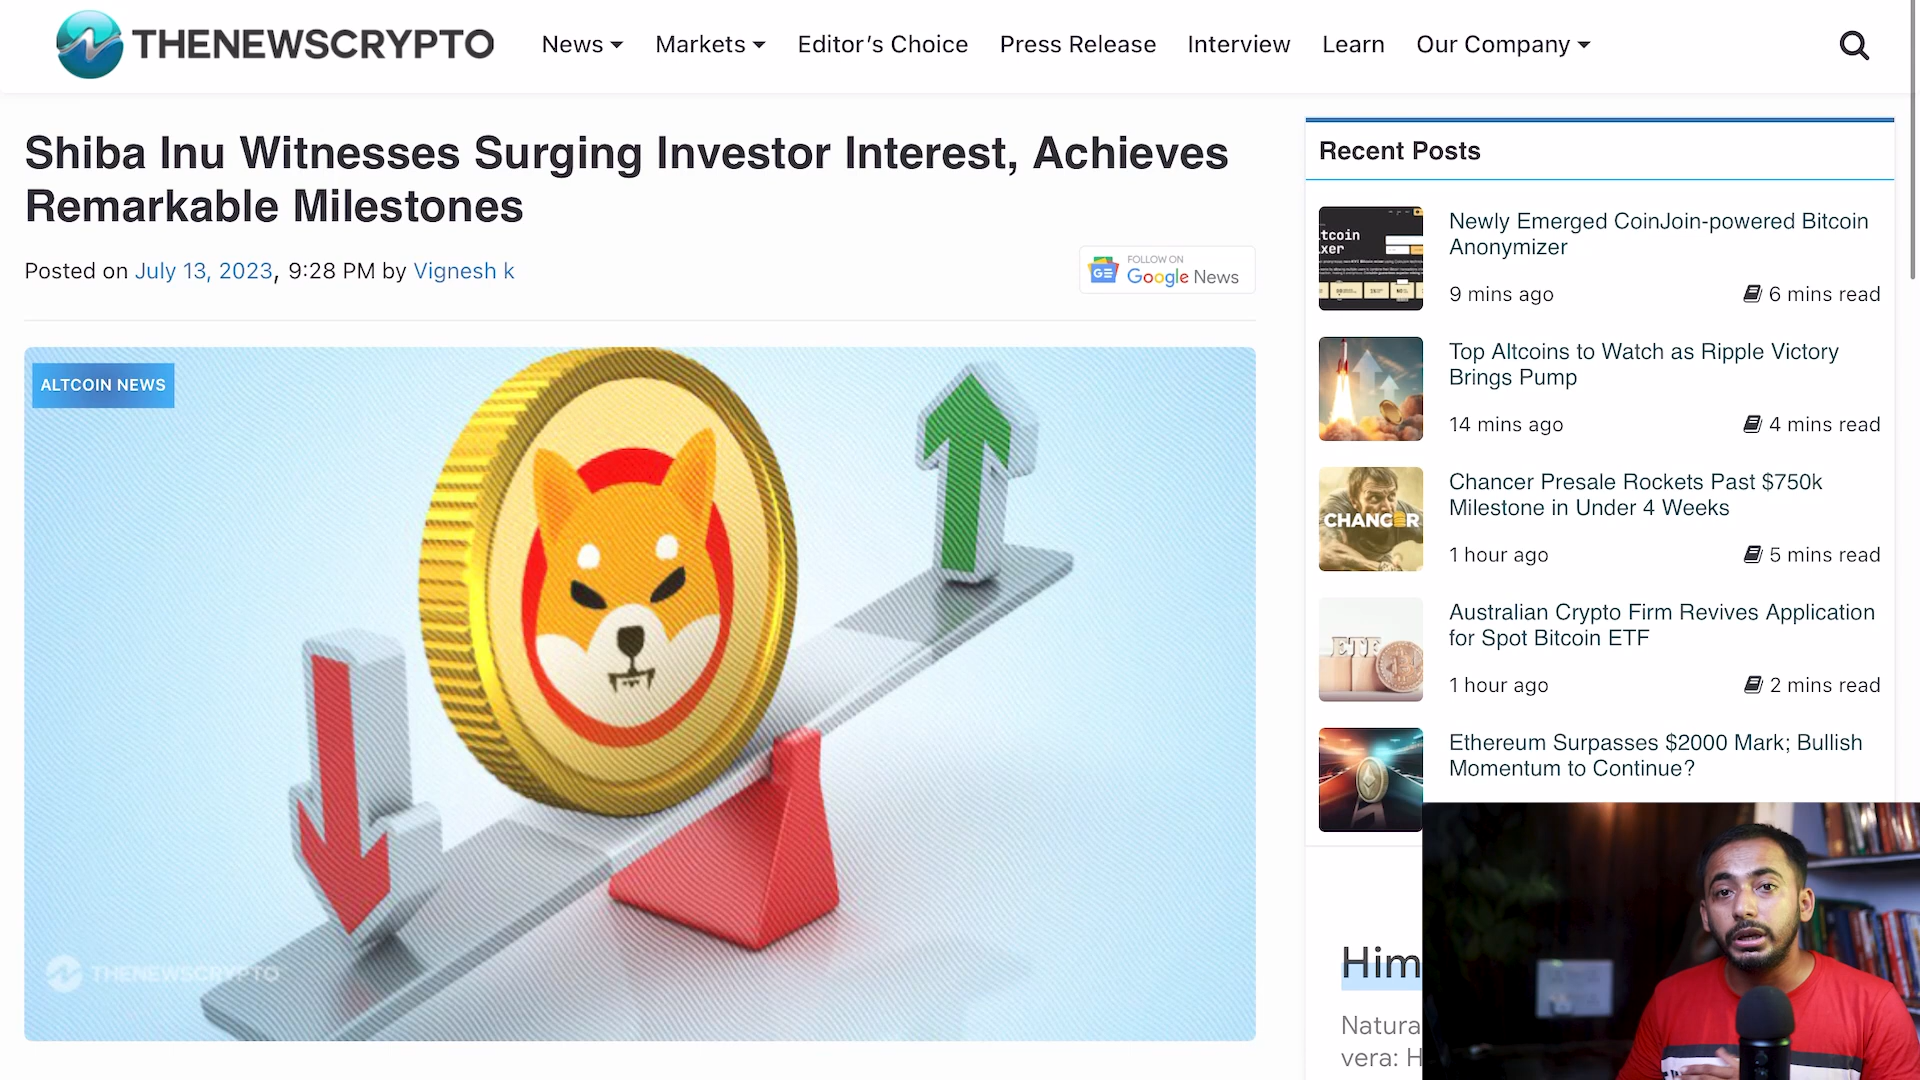 THENEWSCRYPTO
News Markets Editor’s Choice Press Release Interview Learn Our Company
Shiba Inu Witnesses Surging Investor Interest, Achieves
Remarkable Milestones
Posted on July 13, 2023, 9:28 PM by Vignesh k
GE
FOLLOW ON
Google News
ALTCOIN NEWS
THENEWSCRYPTO
Recent Posts
Newly Emerged CoinJoin-powered Bitcoin
Anonymizer
9 mins ago 6 mins read
Top Altcoins to Watch as Ripple Victory
Brings Pump
14 mins ago 4 mins read
CHANCER
Chancer Presale Rockets Past $750k
Milestone in Under 4 Weeks
1 hour ago 5 mins read
ETF
Australian Crypto Firm Revives Application
for Spot Bitcoin ETF
1 hour ago 2 mins read
Ethereum Surpasses $2000 Mark; Bullish
Momentum to Continue?
Him
Natura
vera: H